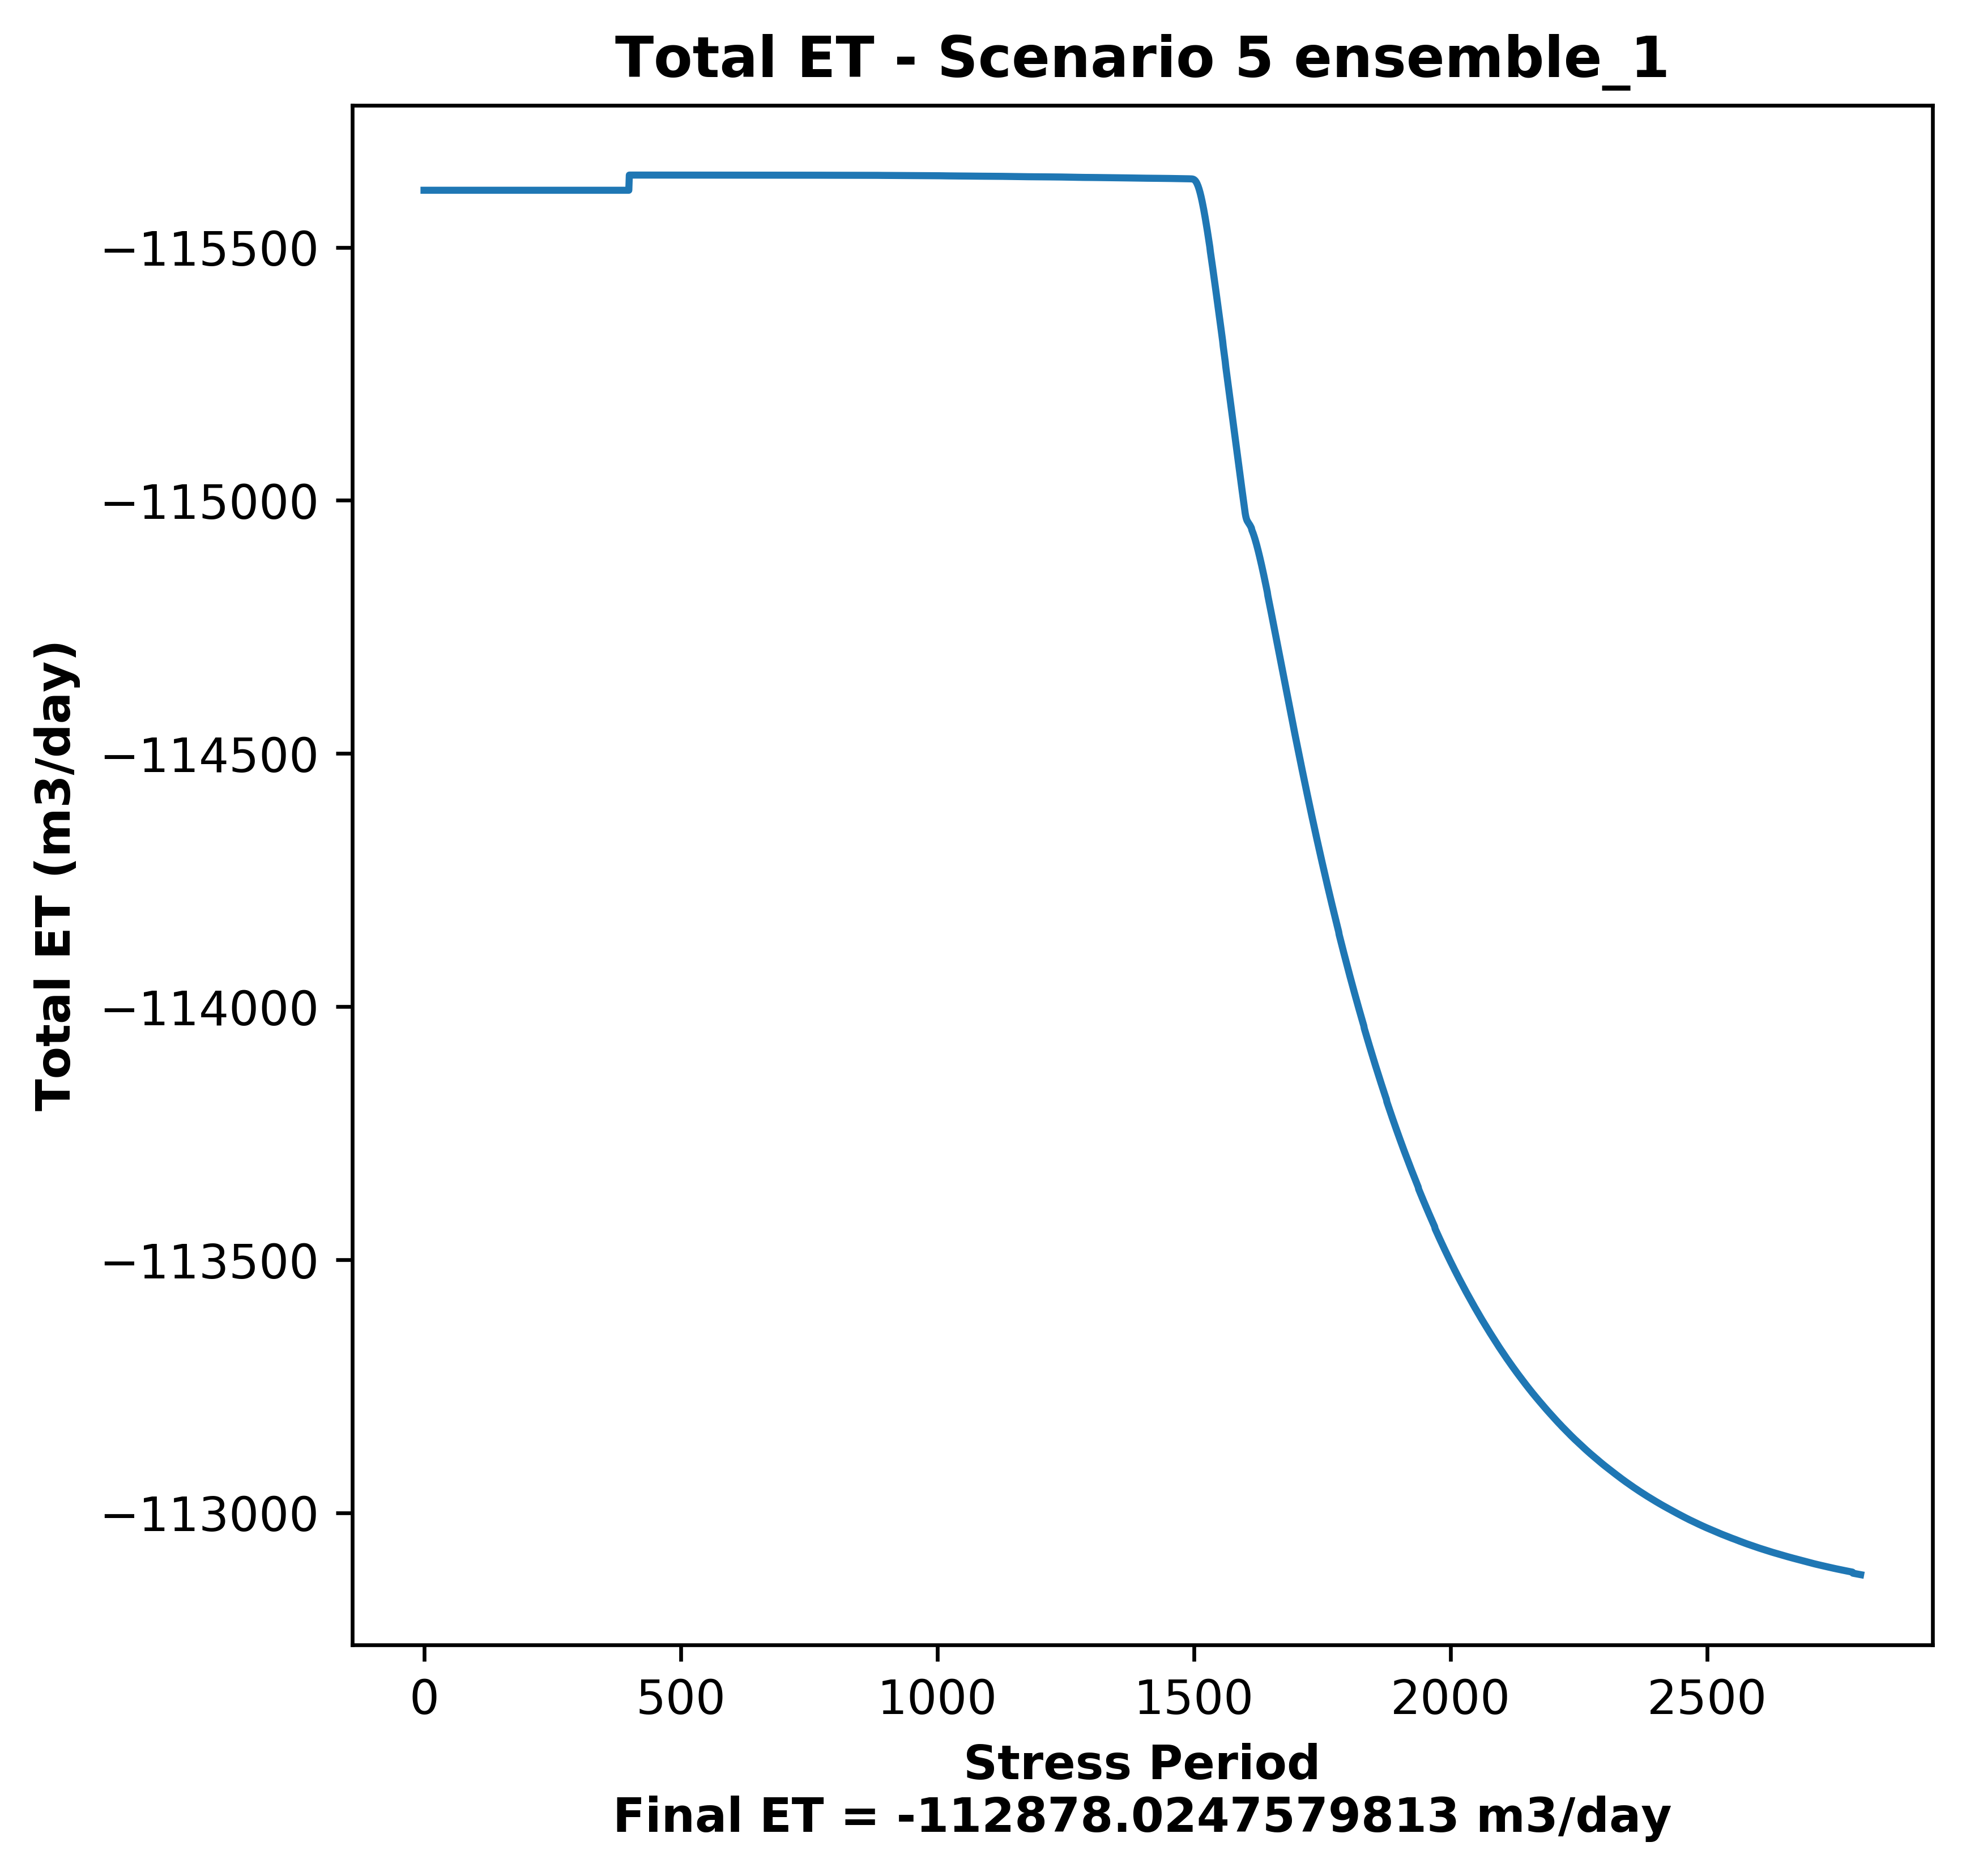 Total ET - Scenario 5 ensemble_1
Total ET (m3/day)
−115500
−115000
−114500
−114000
−113500
−113000
0 500 1000 1500 2000 2500
Stress Period
Final ET = -112878.0247579813 m3/day